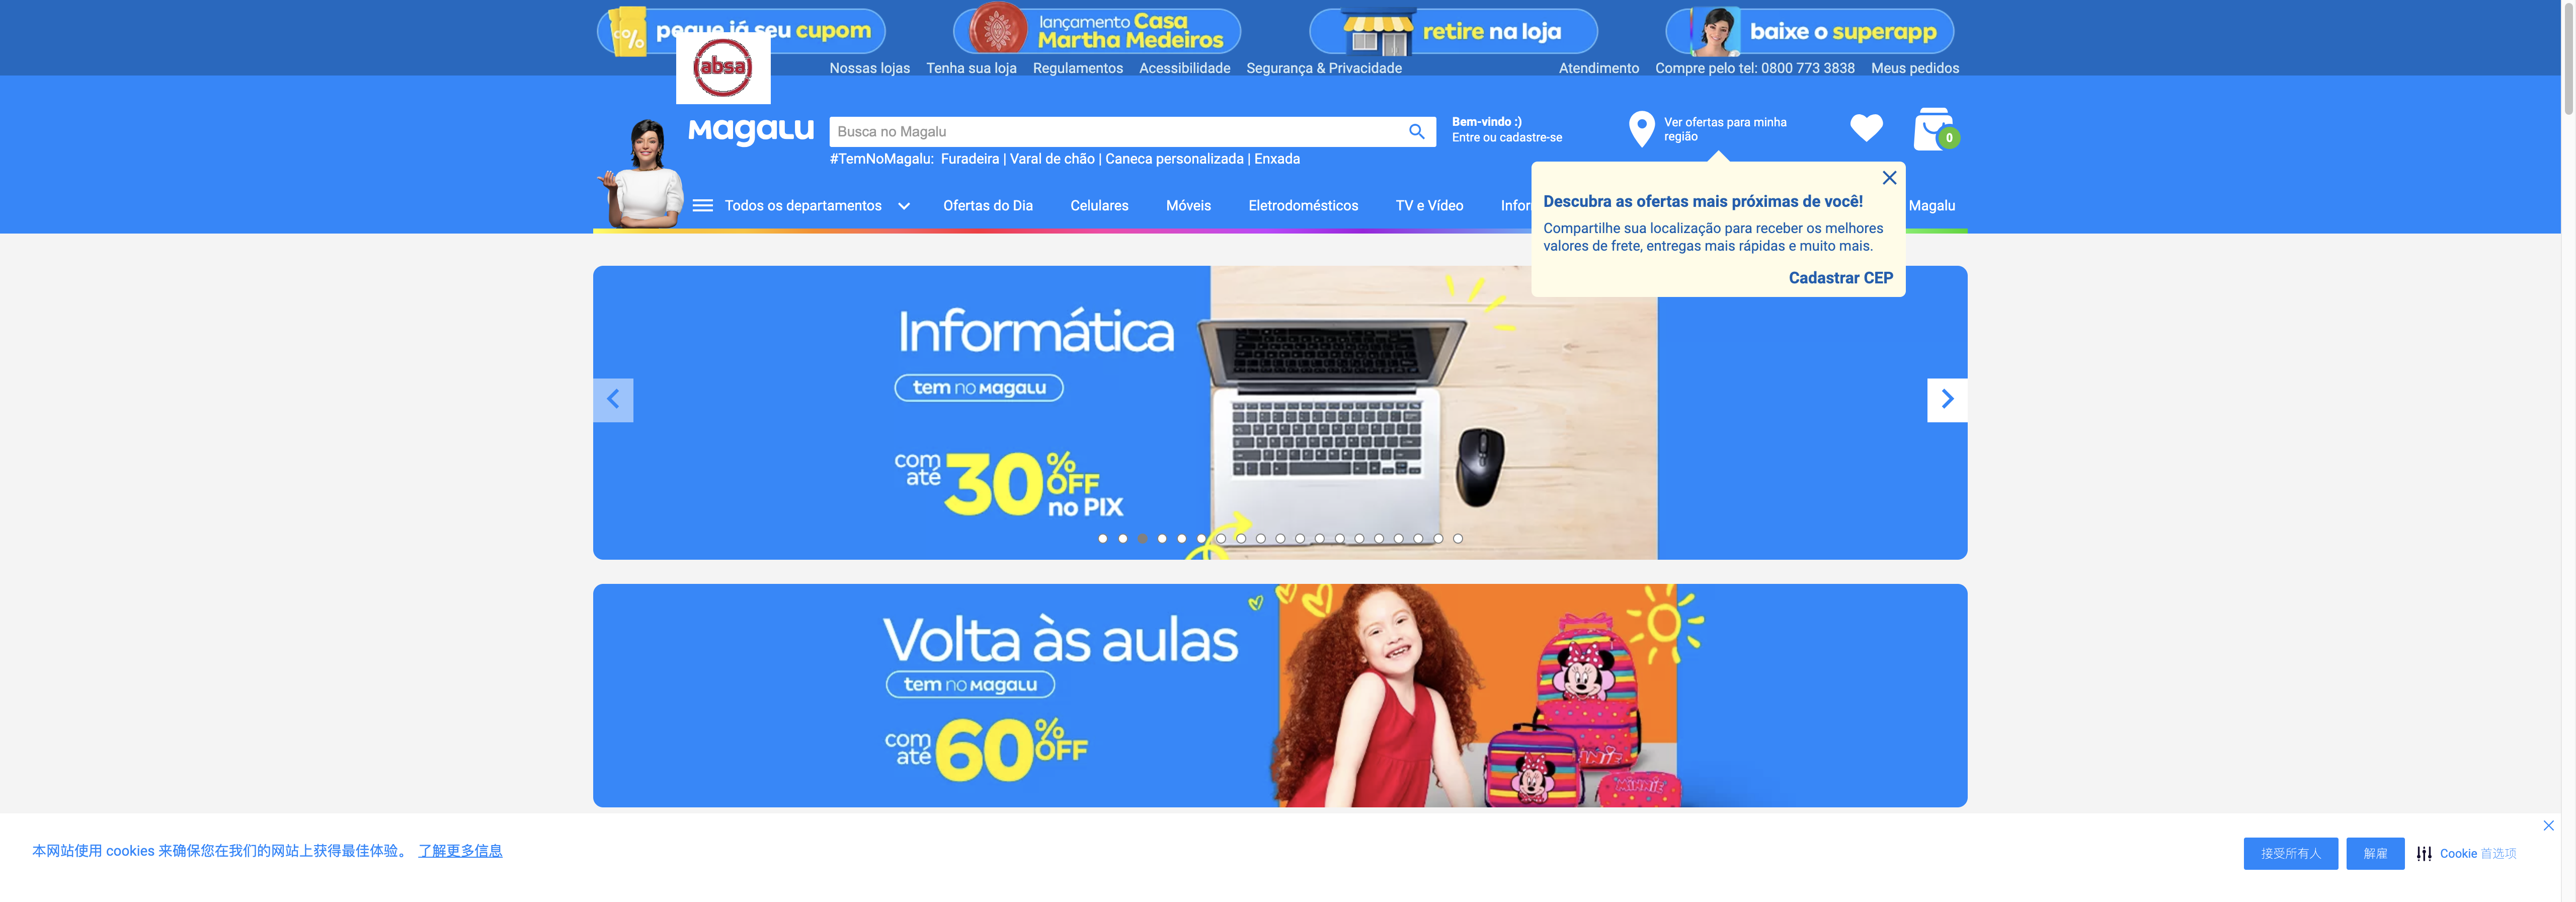 % pegue já seu cupom
lançamento Casa
Martha Medeiros
retire na loja
baixe o superapp
absa
Nossas lojas Tenha sua loja Regulamentos Acessibilidade Segurança & Privacidade Atendimento Compre pelo tel: 0800 773 3838 Meus pedidos
Magalu
Busca no Magalu
Bem-vindo :)
Entre ou cadastre-se
Ver ofertas para minha
região
0
#TemNoMagalu: Furadeira | Varal de chão | Caneca personalizada | Enxada
Todos os departamentos Ofertas do Dia Celulares Móveis Eletrodomésticos TV e Vídeo Infor Magalu
Descubra as ofertas mais próximas de você!
Compartilhe sua localização para receber os melhores
valores de frete, entregas mais rápidas e muito mais.
Cadastrar CEP
Informática
tem no Magalu
com até 30% OFF
no PIX
Volta às aulas
tem no Magalu
com até 60% OFF
MINNIE
本网站使用 cookies 来确保您在我们的网站上获得最佳体验。 了解更多信息
接受所有人
解雇
Cookie 首选项